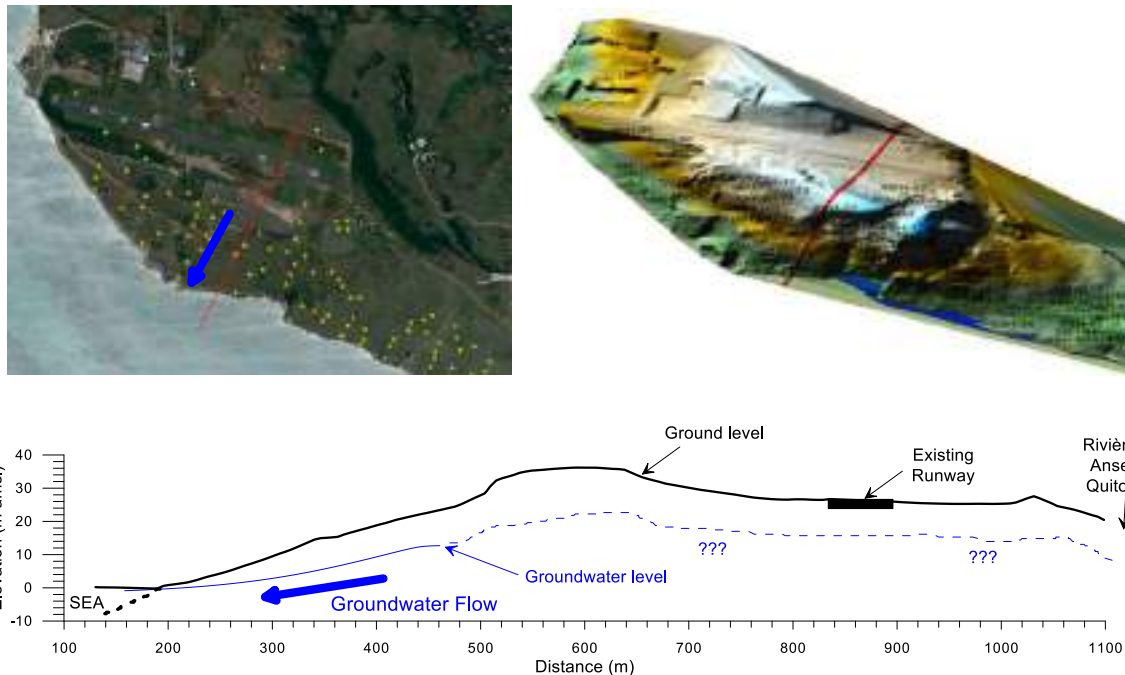 Ground level
Existing
Runway
Rivièr
Anse
Quito
40
30
20
10
0
-10
???
???
Groundwater level
SEA
Groundwater Flow
100 200 300 400 500 600 700 800 900 1000 1100
Distance (m)